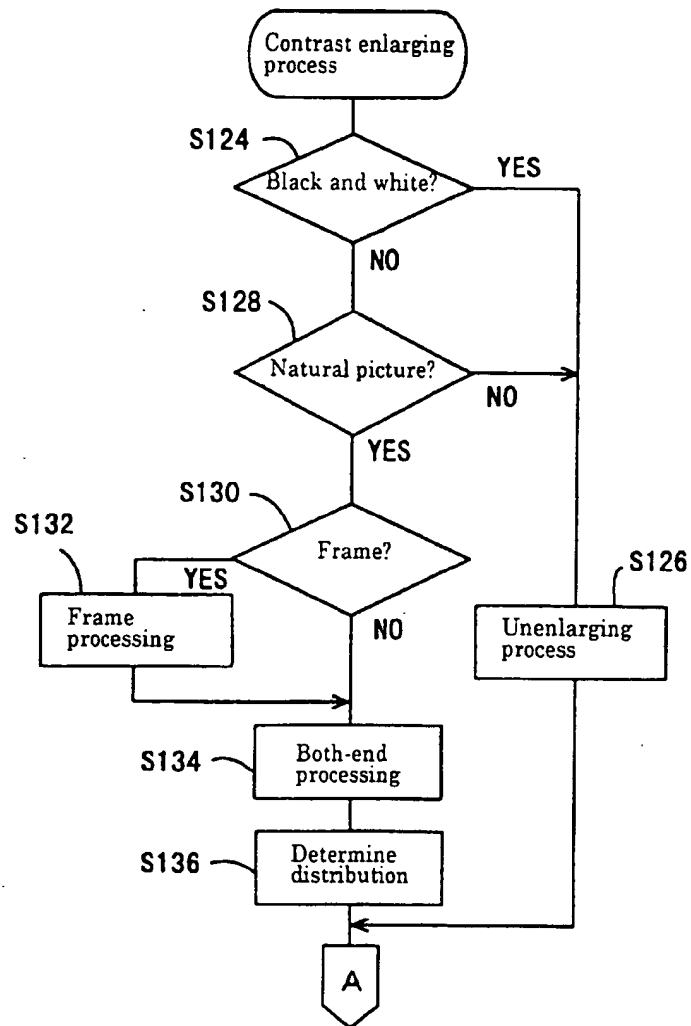 Contrast enlarging
process
S124
Black and white?
YES
NO
S128
Natural picture?
NO
YES
S130
S132
Frame?
YES
S126
Frame
processing
NO
Unenlarging
process
S134
Both-end
processing
S136
Determine
distribution
A